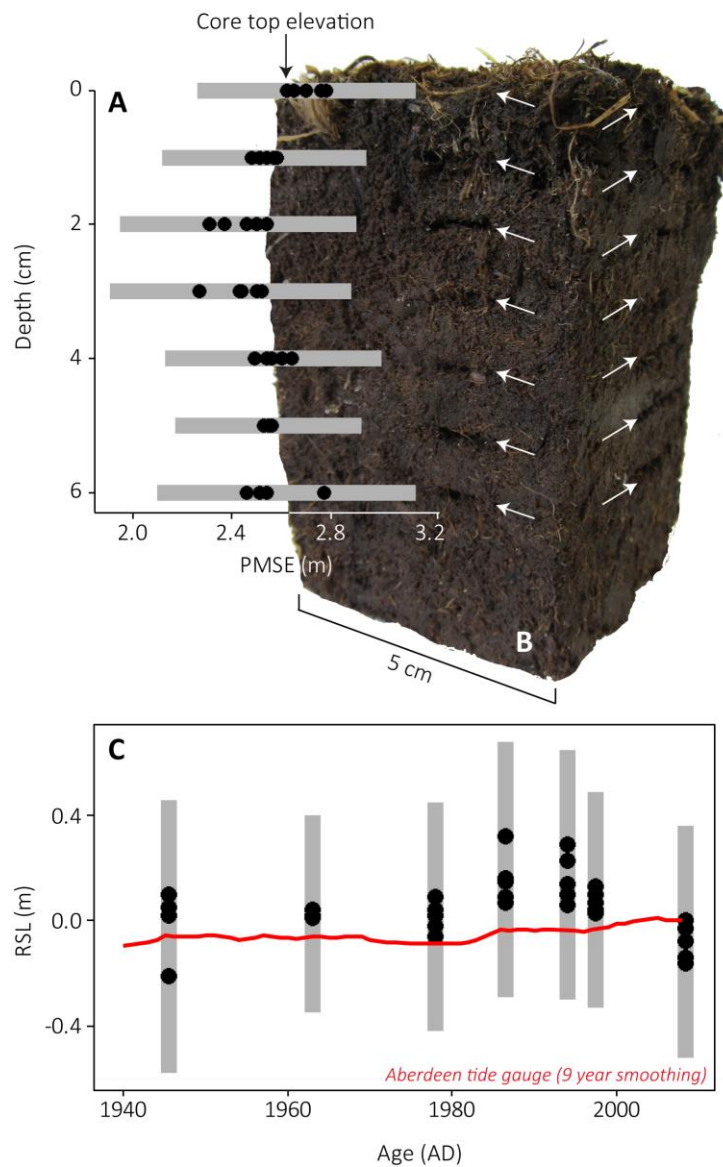 Core top elevation
A
0
2
4
6
Depth (cm)
2.0 2.4 2.8 3.2
PMSE (m)
B
5 cm
C
0.4
0.0
-0.4
RSL (m)
Aberdeen tide gauge (9 year smoothing)
1940 1960 1980 2000
Age (AD)